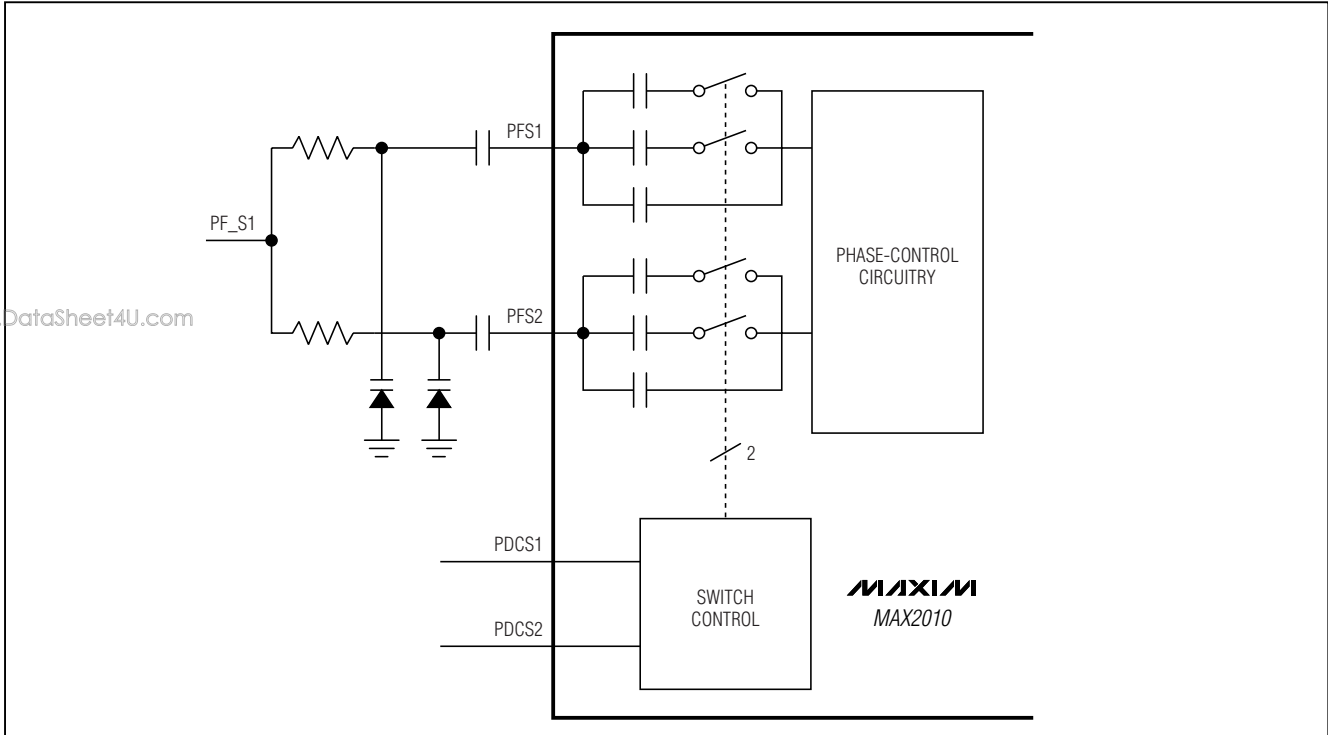 PFS1
PF_S1
PHASE-CONTROL
CIRCUITRY
.DataSheet4U.com
PFS2
2
PDCS1
SWITCH
CONTROL
MAXIM
MAX2010
PDCS2